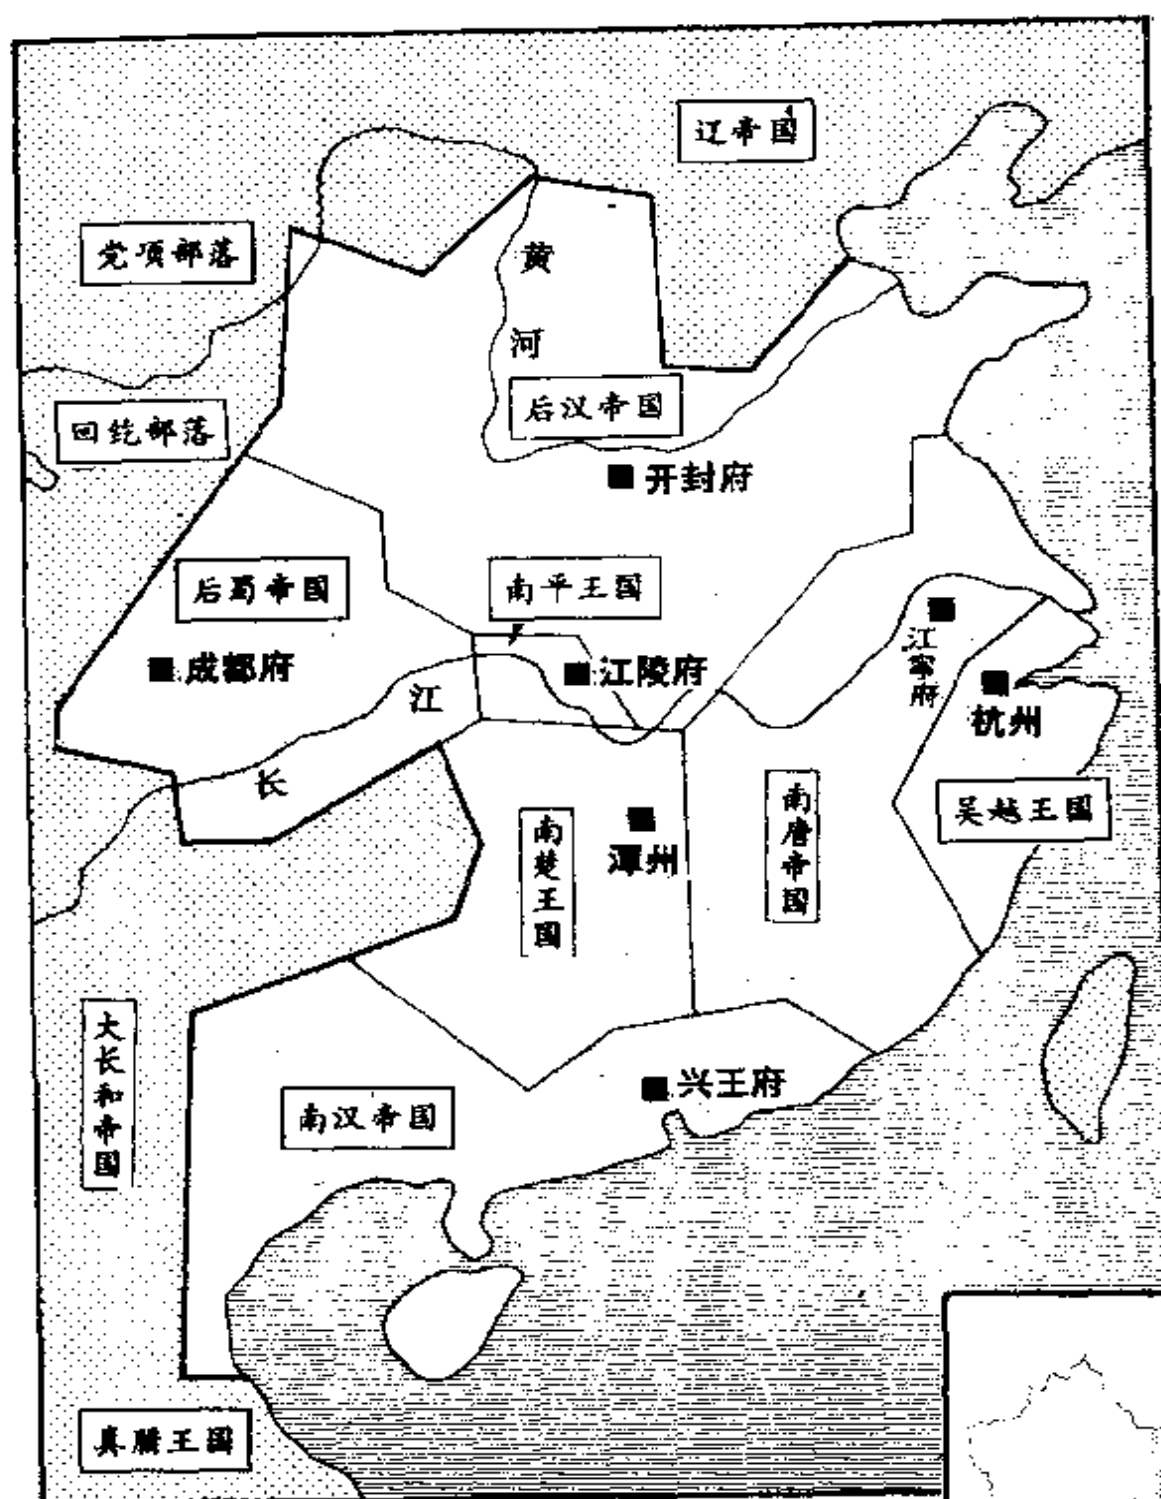 辽帝国
党项部落
黄河
后汉帝国
回纥部落
开封府
后蜀帝国
南平王国
成都府
江陵府
江宁府
杭州
长江
南楚王国
潭州
南唐帝国
吴越王国
大长和帝国
兴王府
南汉帝国
真腊王国